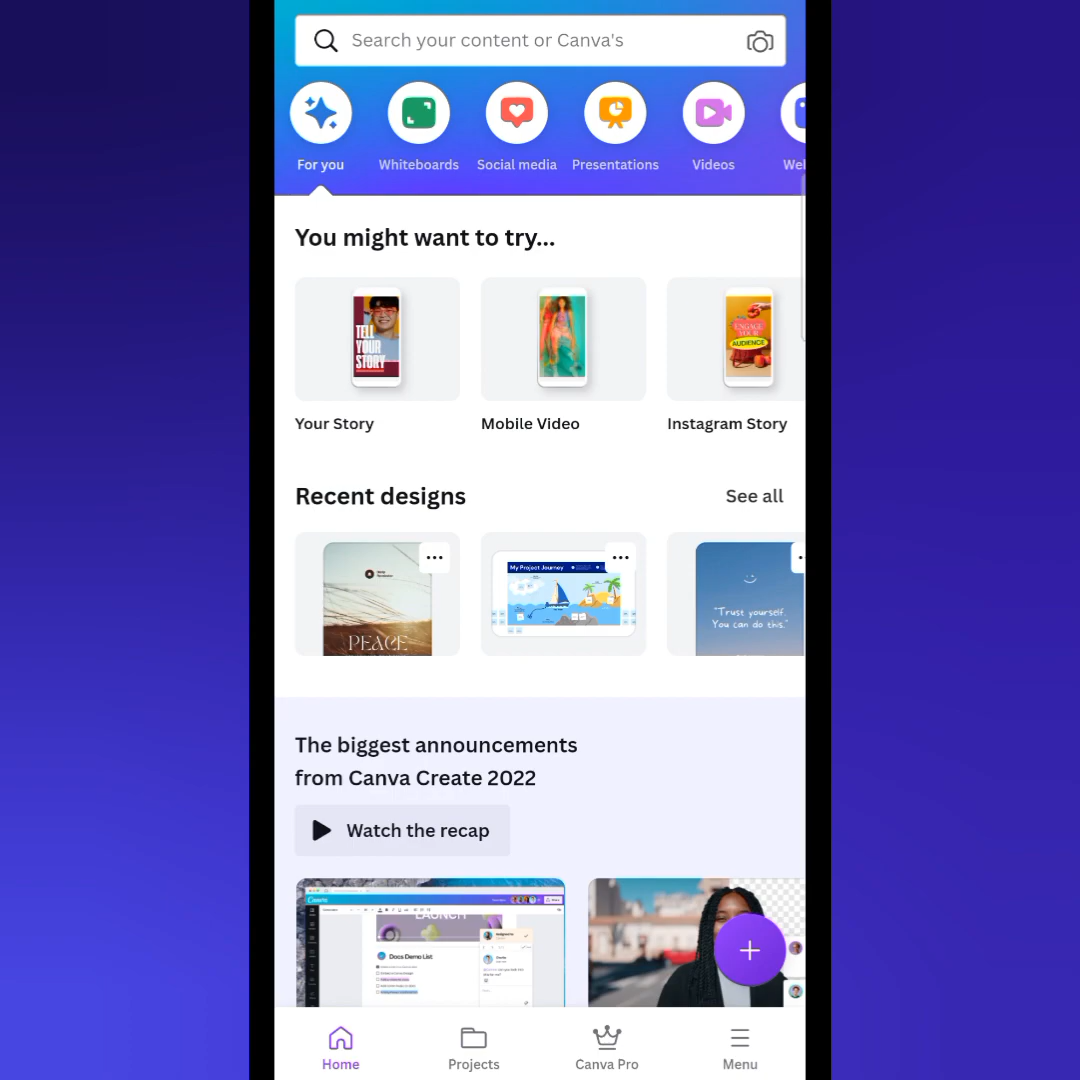 Search your content or Canva's
For you
Whiteboards
Social media
Presentations
Videos
You might want to try...
TELL
YOUR
STORY
ENGAGE
YOUR
AUDIENCE
Your Story
Mobile Video
Instagram Story
Recent designs
See all
PEACE
My Project Journey
"Trust yourself.
You can do this."
The biggest announcements
from Canva Create 2022
Watch the recap
Canva
LAUNCH
Docs Demo List
Home
Projects
Canva Pro
Menu